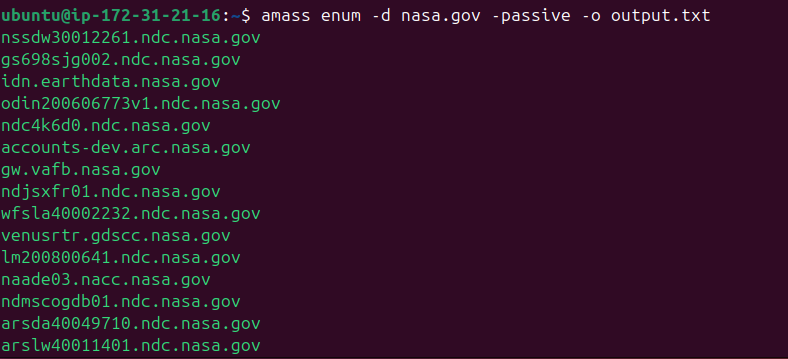 ubuntu@ip-172-31-21-16:~$ amass enum -d nasa.gov -passive -o output.txt
nssdw30012261.ndc.nasa.gov
gs698sjg002.ndc.nasa.gov
idn.earthdata.nasa.gov
odin200606773v1.ndc.nasa.gov
ndc4k6d0.ndc.nasa.gov
accounts-dev.arc.nasa.gov
gw.vafb.nasa.gov
ndjsxfr01.ndc.nasa.gov
wfsla40002232.ndc.nasa.gov
venusrtr.gdscc.nasa.gov
lm200800641.ndc.nasa.gov
naade03.nacc.nasa.gov
ndmscogdb01.ndc.nasa.gov
arsda40049710.ndc.nasa.gov
arslw40011401.ndc.nasa.gov